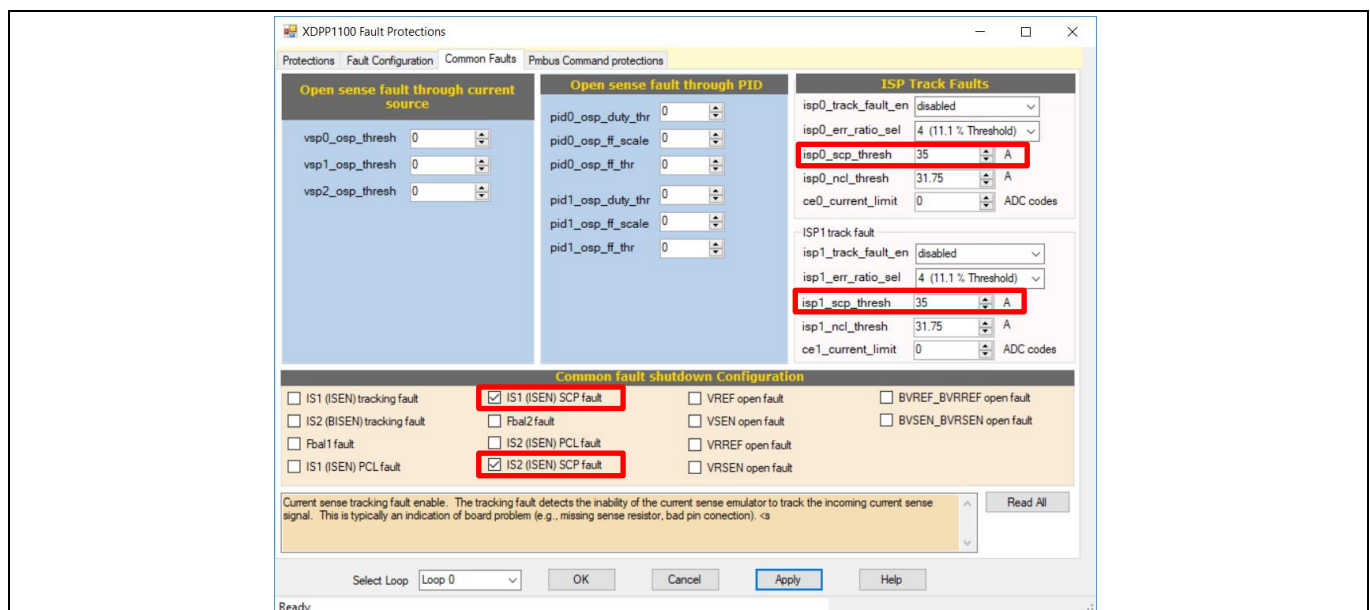 XDPP1100 Fault Protections
Protections Fault Configuration Common Faults Pmbus Command protections
Open sense fault through current
source
vsp0_osp_thresh 0
vsp1_osp_thresh 0
vsp2_osp_thresh 0
Open sense fault through PID
pid0_osp_duty_thr 0
pid0_osp_ff_scale 0
pid0_osp_ff_thr 0
pid1_osp_duty_thr 0
pid1_osp_ff_scale 0
pid1_osp_ff_thr 0
ISP Track Faults
isp0_track_fault_en disabled
isp0_err_ratio_sel 4 (11.1 % Threshold)
isp0_scp_thresh 35 A
isp0_ncl_thresh 31.75 A
ce0_current_limit 0 ADC codes
ISP1 track fault
isp1_track_fault_en disabled
isp1_err_ratio_sel 4 (11.1 % Threshold)
isp1_scp_thresh 35 A
isp1_ncl_thresh 31.75 A
ce1_current_limit 0 ADC codes
Common fault shutdown Configuration
IS1 (ISEN) tracking fault IS1 (ISEN) SCP fault VREF open fault BVREF_BVRREF open fault
IS2 (BISEN) tracking fault Fbal2 fault VSEN open fault BVSEN_BVRSEN open fault
Fbal1 fault IS2 (ISEN) PCL fault VRREF open fault
IS1 (ISEN) PCL fault IS2 (ISEN) SCP fault VRSEN open fault
Current sense tracking fault enable. The tracking fault detects the inability of the current sense emulator to track the incoming current sense
signal. This is typically an indication of board problem (e.g., missing sense resistor, bad pin conection). <s
Read All
Select Loop Loop 0 OK Cancel Apply Help
Ready